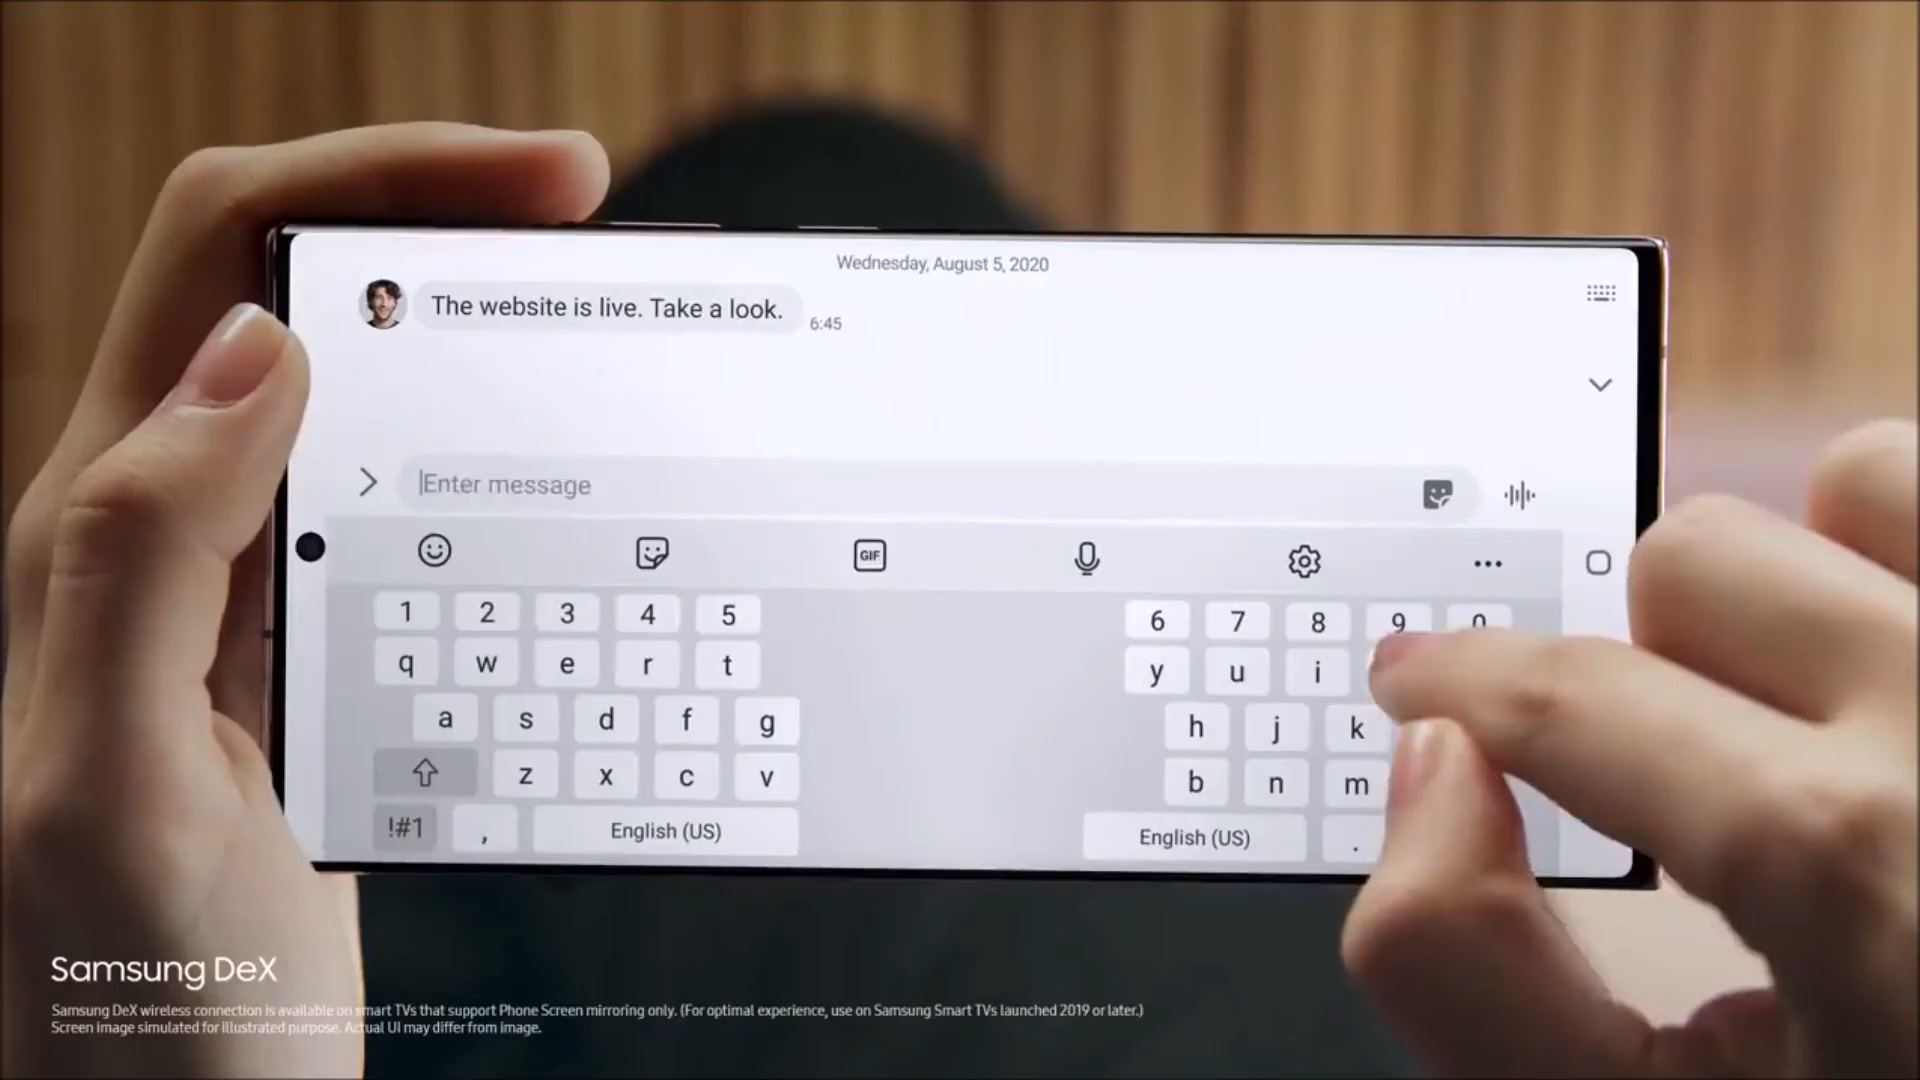 Wednesday, August 5, 2020
The website is live. Take a look.
6:45
Enter message
GIF
1 2 3 4 5 6 7 8 9 0
q w e r t y u i
a s d f g h j k
z x c v b n m
!#1 , English (US) English (US) .
Samsung DeX
Samsung DeX wireless connection is available on smart TVs that support Phone Screen mirroring only. (For optimal experience, use on Samsung Smart TVs launched 2019 or later.)
Screen image simulated for illustrated purpose. Actual UI may differ from image.